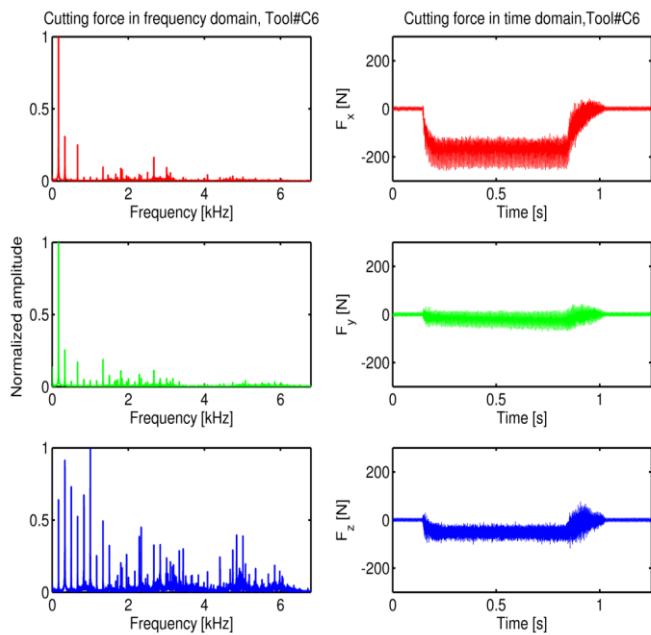 Cutting force in frequency domain, Tool#C6
1
0.5
0
0 2 4 6
Frequency [kHz]
Cutting force in time domain,Tool#C6
200
0
-200
F_x [N]
0 0.5 1
Time [s]
Normalized amplitude
1
0.5
0
0 2 4 6
Frequency [kHz]
200
0
-200
F_y [N]
0 0.5 1
Time [s]
1
0.5
0
0 2 4 6
Frequency [kHz]
200
0
-200
F_z [N]
0 0.5 1
Time [s]